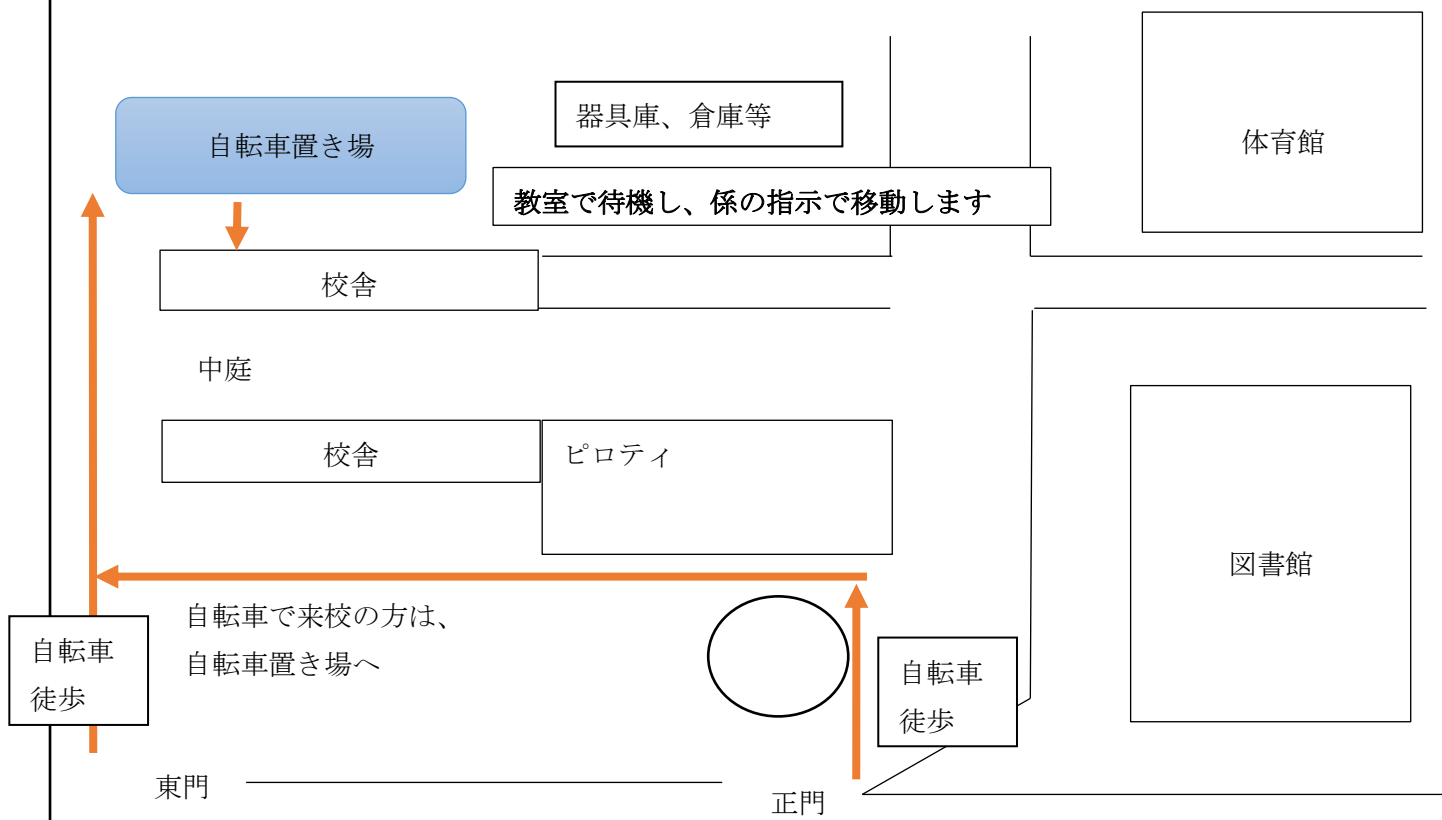 器具庫、倉庫等
自転車置き場
体育館
教室で待機し、係の指示で移動します
校舎
中庭
校舎
ピロティ
図書館
自転車で来校の方は、
自転車置き場へ
自転車
徒歩
自転車
徒歩
東門
正門